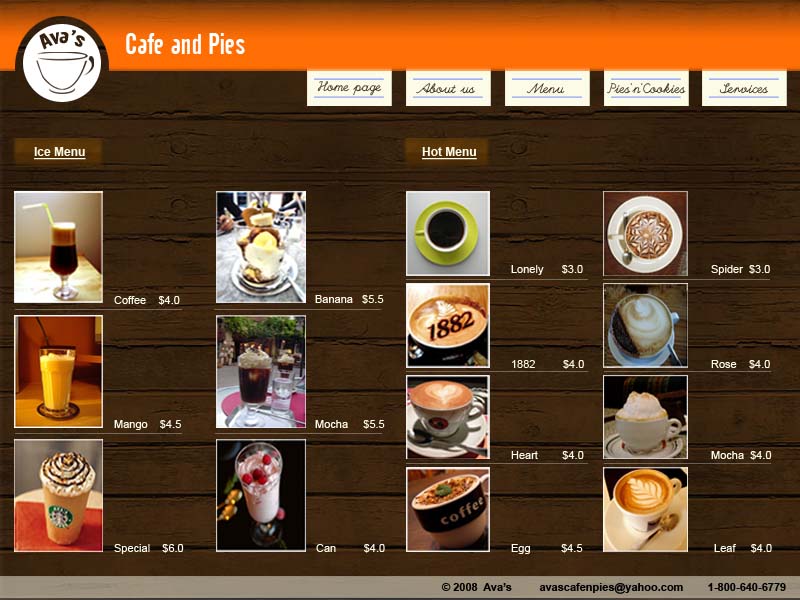 Ava's
Cafe and Pies
Home page
About us
Menu
Pies'n'Cookies
Services
Ice Menu
Hot Menu
Coffee $4.0
Banana $5.5
Mango $4.5
Mocha $5.5
Special $6.0
Can $4.0
Lonely $3.0
Spider $3.0
1882
1882 $4.0
Rose $4.0
Heart $4.0
Mocha $4.0
coffee
Egg $4.5
Leaf $4.0
© 2008 Ava's ascascafenpies@yahoo.com 1-800-640-6779